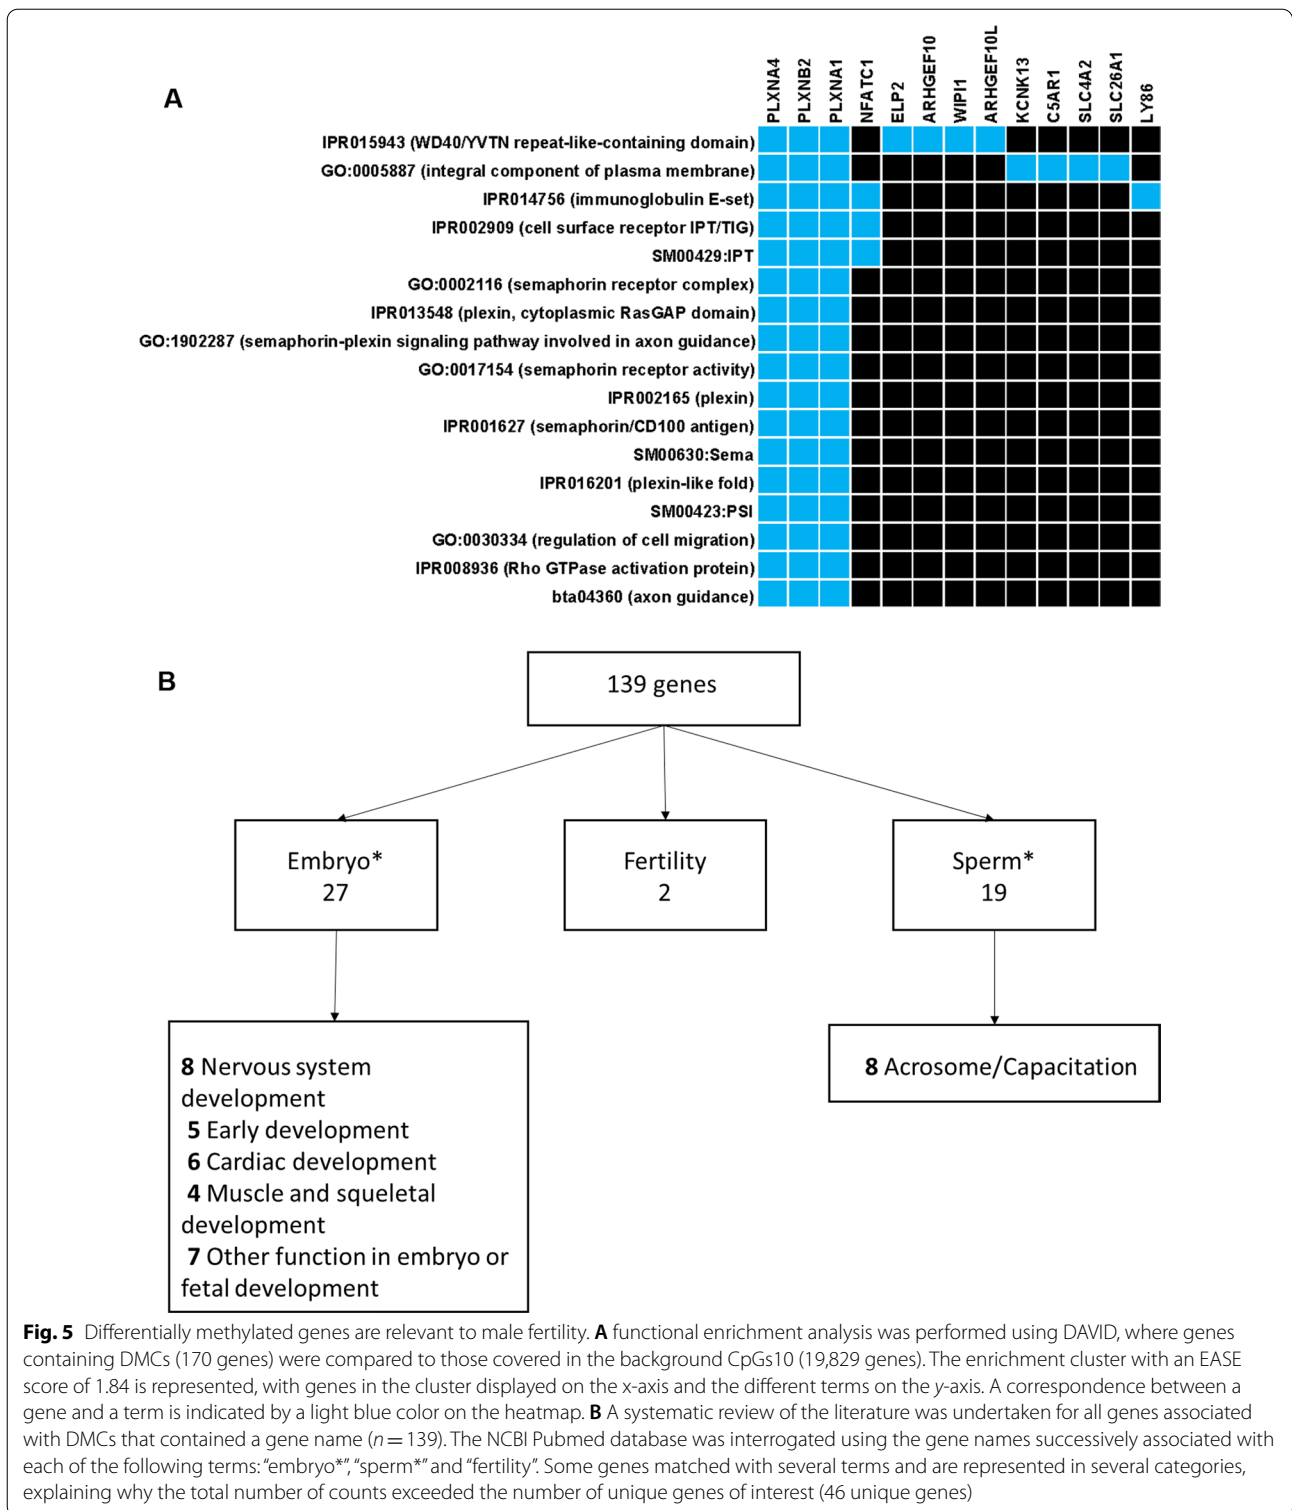 A
PLXNA4
PLXNB2
PLXNA1
NFATC1
ELP2
ARHGEF10
WIPI1
ARHGEF10L
KCNK13
C5AR1
SLC4A2
SLC26A1
LY86
IPR015943 (WD40/YVTN repeat-like-containing domain)
GO:0005887 (integral component of plasma membrane)
IPR014756 (immunoglobulin E-set)
IPR002909 (cell surface receptor IPT/TIG)
SM00429:IPT
GO:0002116 (semaphorin receptor complex)
IPR013548 (plexin, cytoplasmic RasGAP domain)
GO:1902287 (semaphorin-plexin signaling pathway involved in axon guidance)
GO:0017154 (semaphorin receptor activity)
IPR002165 (plexin)
IPR001627 (semaphorin/CD100 antigen)
SM00630:Sema
IPR016201 (plexin-like fold)
SM00423:PSI
GO:0030334 (regulation of cell migration)
IPR008936 (Rho GTPase activation protein)
bta04360 (axon guidance)
B
139 genes
Embryo*
27
Fertility
2
Sperm*
19
8 Nervous system
development
5 Early development
6 Cardiac development
4 Muscle and squeletal
development
7 Other function in embryo or
fetal development
8 Acrosome/Capacitation
Fig. 5 Differentially methylated genes are relevant to male fertility. A functional enrichment analysis was performed using DAVID, where genes
containing DMCs (170 genes) were compared to those covered in the background CpGs10 (19,829 genes). The enrichment cluster with an EASE
score of 1.84 is represented, with genes in the cluster displayed on the x-axis and the different terms on the y-axis. A correspondence between a
gene and a term is indicated by a light blue color on the heatmap. B A systematic review of the literature was undertaken for all genes associated
with DMCs that contained a gene name (n = 139). The NCBI Pubmed database was interrogated using the gene names successively associated with
each of the following terms: “embryo*”, “sperm*” and “fertility”. Some genes matched with several terms and are represented in several categories,
explaining why the total number of counts exceeded the number of unique genes of interest (46 unique genes)